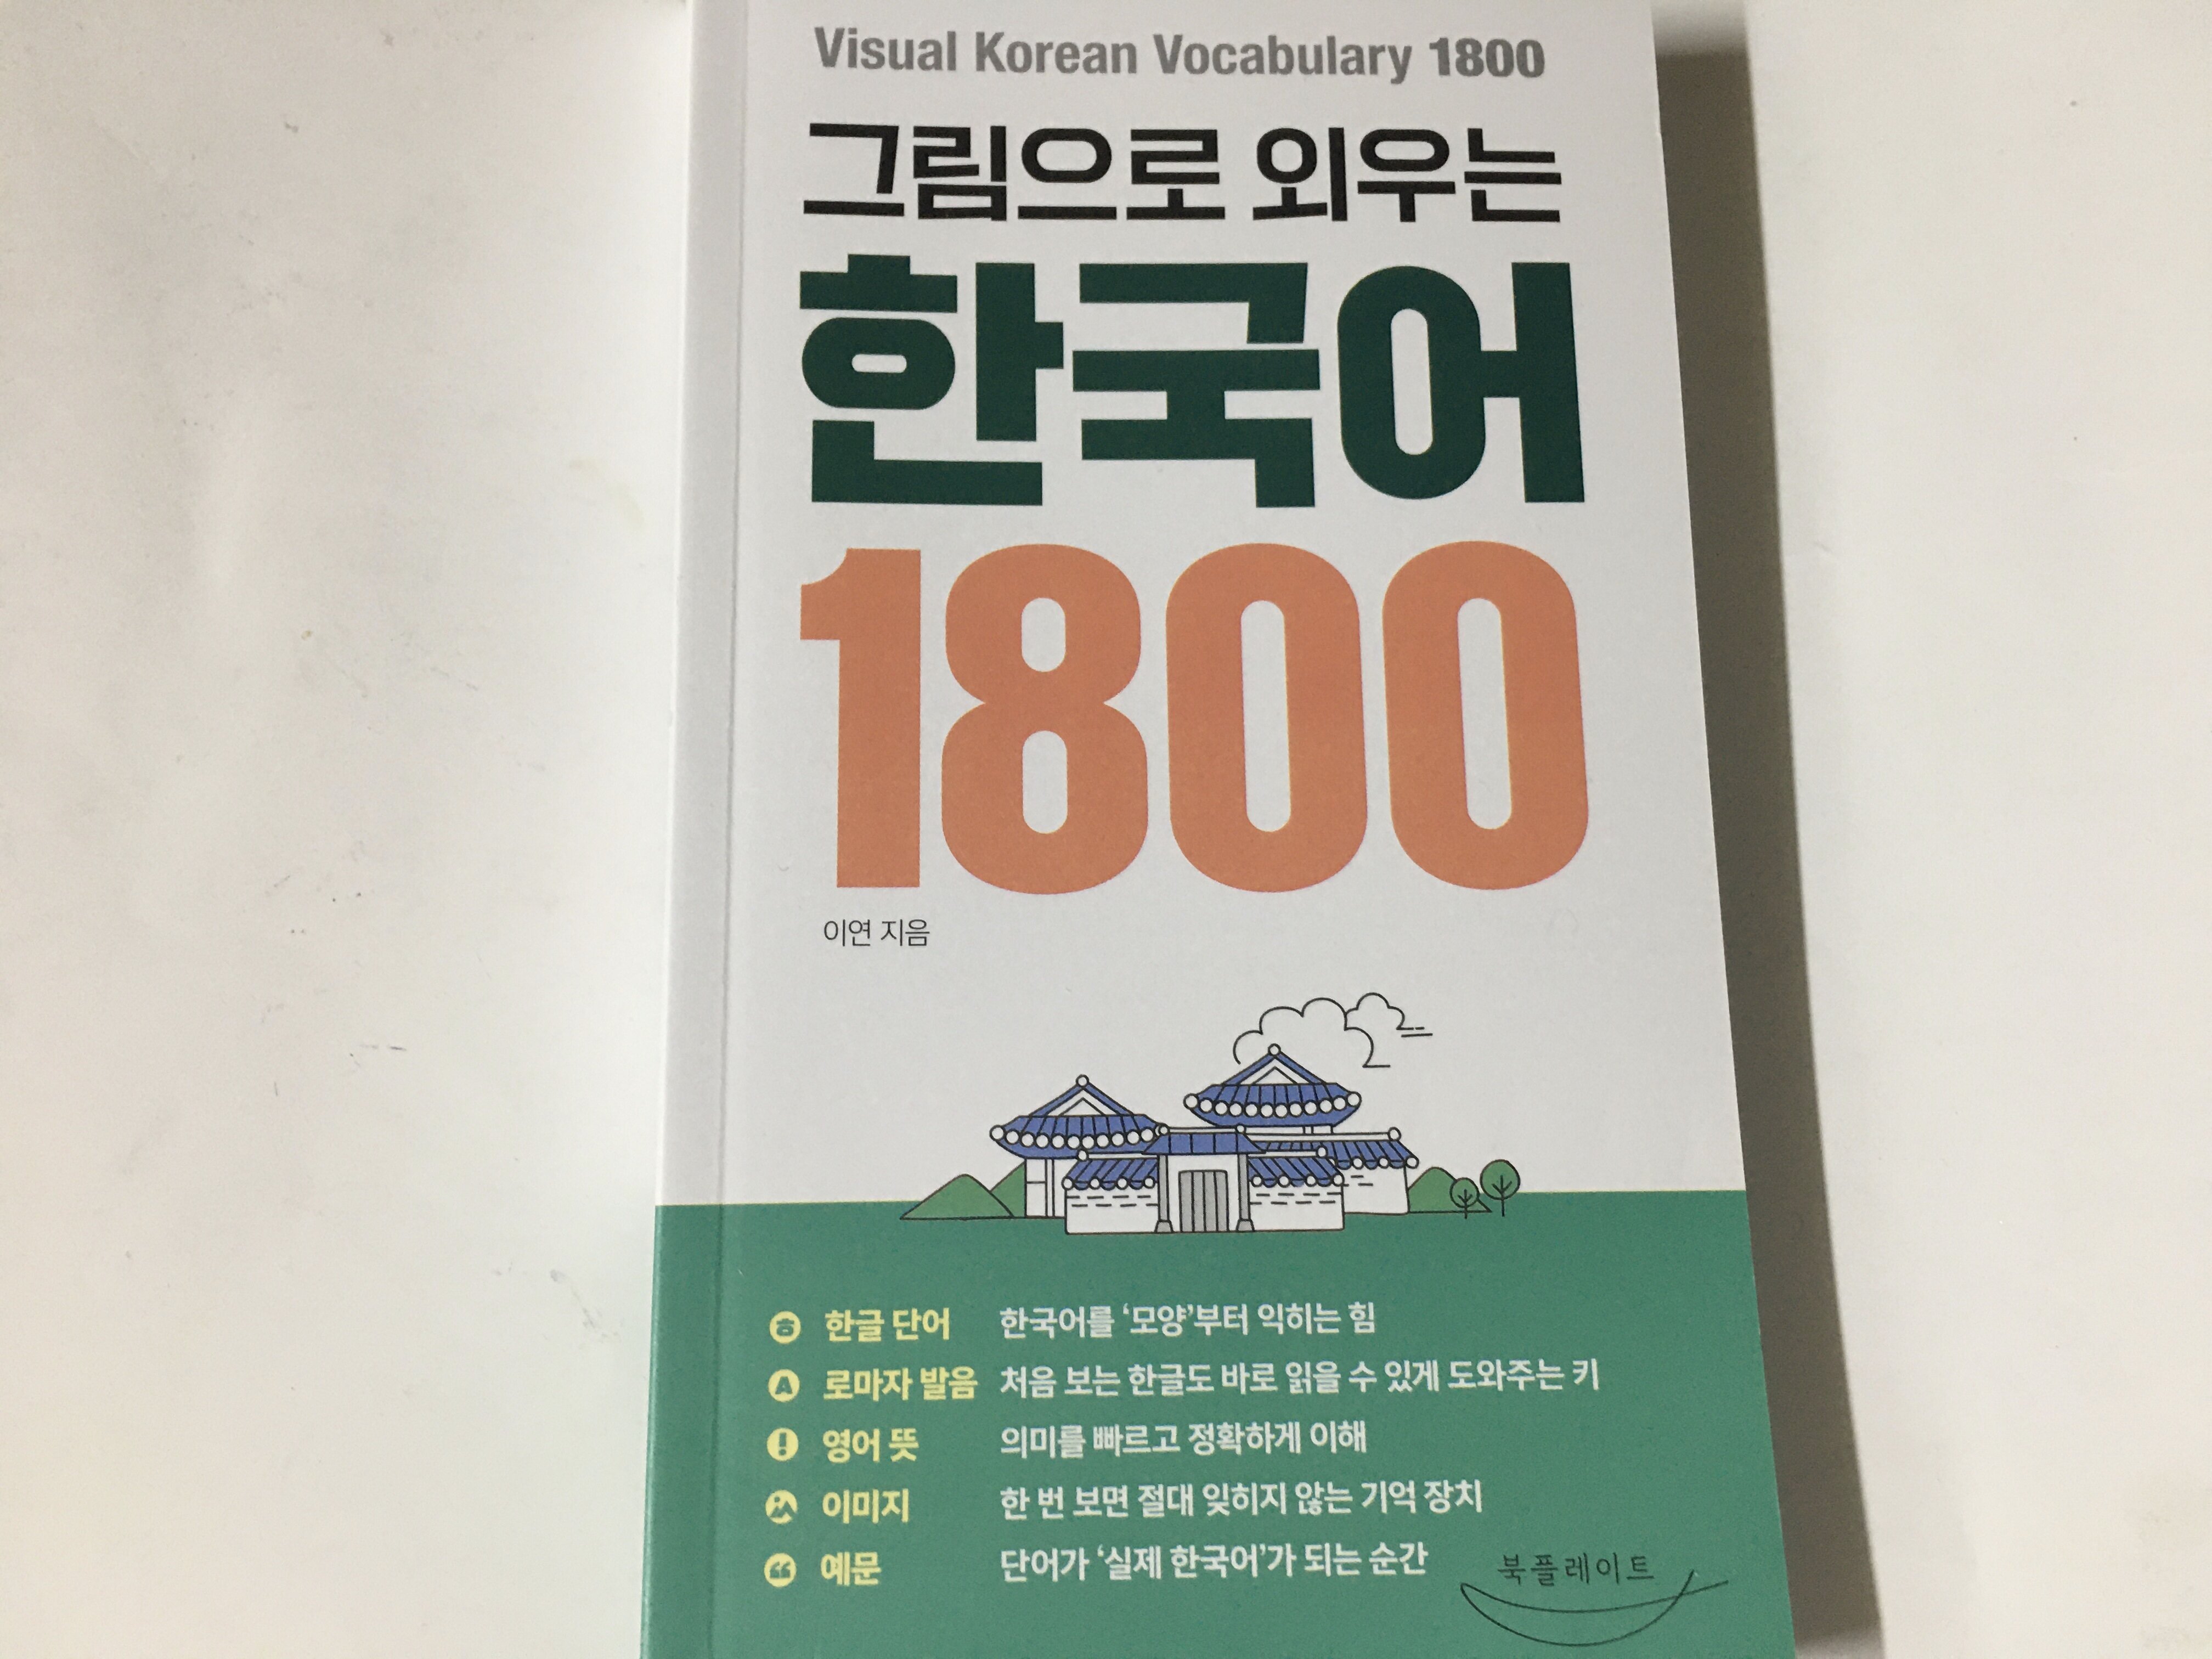 Visual Korean Vocabulary 1800
그림으로 외우는
한국어
1800
이연 지음
한글 단어 한국어를 ‘모양’부터 익히는 힘
로마자 발음 처음 보는 한글도 바로 읽을 수 있게 도와주는 키
영어 뜻 의미를 빠르고 정확하게 이해
이미지 한 번 보면 절대 잊히지 않는 기억 장치
예문 단어가 ‘실제 한국어’가 되는 순간
북플레이트